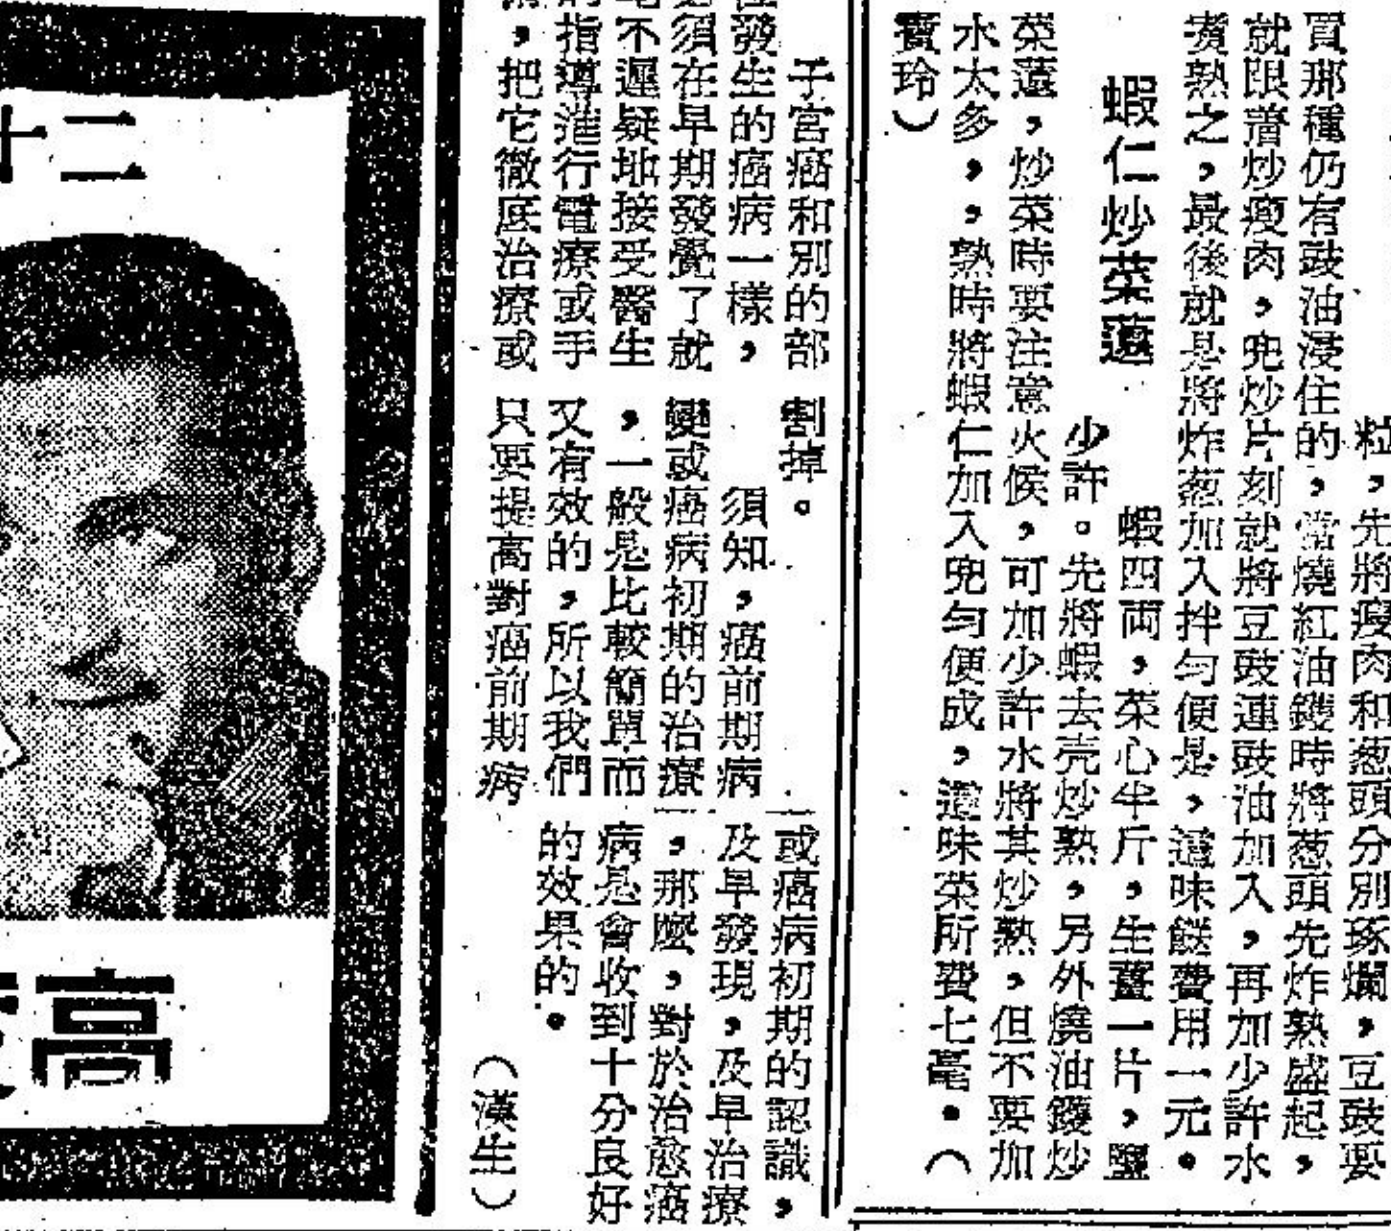 粒，先將瘦肉和葱頭分別琢爛，豆豉要
買那種仍有豉油浸住的，當燒紅油鑊時將葱頭先炸熟盛起，
就跟着炒瘦肉，兜炒片刻就將豆豉連豉油加入，再加少許水
煑熟之，最後就是將炸葱加入拌勻便是，這味餸費用一元。
蝦仁炒菜薳
蝦四両，菜心半斤，生薑一片，鹽
少許。先將蝦去壳炒熟，另外燒油鑊炒
菜薳，炒菜時要注意火侯，可加少許水將其炒熟，但不要加
水太多，，熟時將蝦仁加入兜勻便成，這味菜所費七毫。（
寶玲）
子宮癌和別的部
發生的癌病一樣，
須在早期發覺了就
不遲疑地接受醫生
指導進行電療或手
，把它徹底治療或
割掉。
須知，癌前期病
變或癌病初期的治療
，一般是比較簡單而
又有效的，所以我們
只要提高對癌前期病
或癌病初期的認識，
及早發現，及早治療
，那麼，對於治愈癌
病是會收到十分良好
的效果的。
（漢生）
二十
高